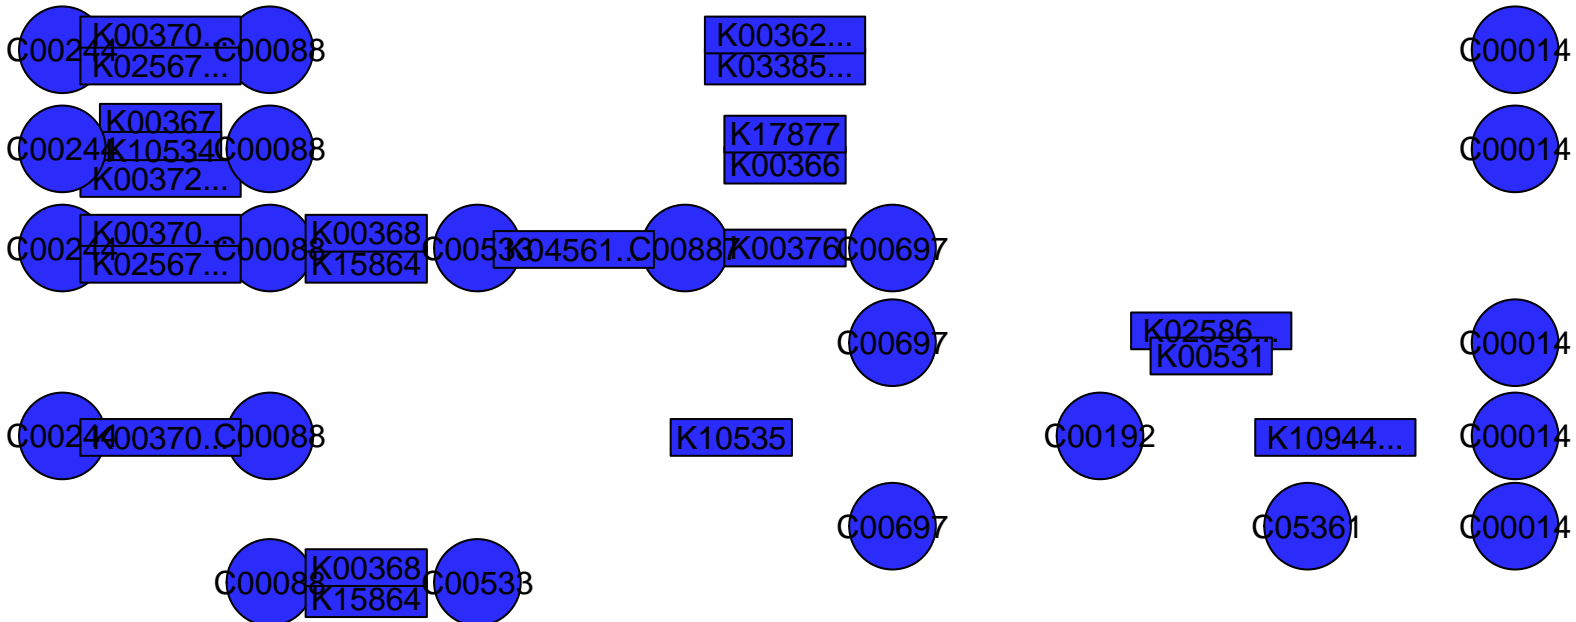 K00370... K00362...
C00244 C00088 C00014
K02567... K03385...
K00367 K17877
C00244 K10534 C00088 C00014
K00372... K00366
K00370... K00368
C00244 C00088 C00533 K04561... C00887 K00376 C00697
K02567... K15864
K02586...
C00697 C00014
K00531
C00244 K00370... C00088 K10535 C00192 K10944... C00014
C00697 C05361 C00014
K00368
C00088 C00533
K15864